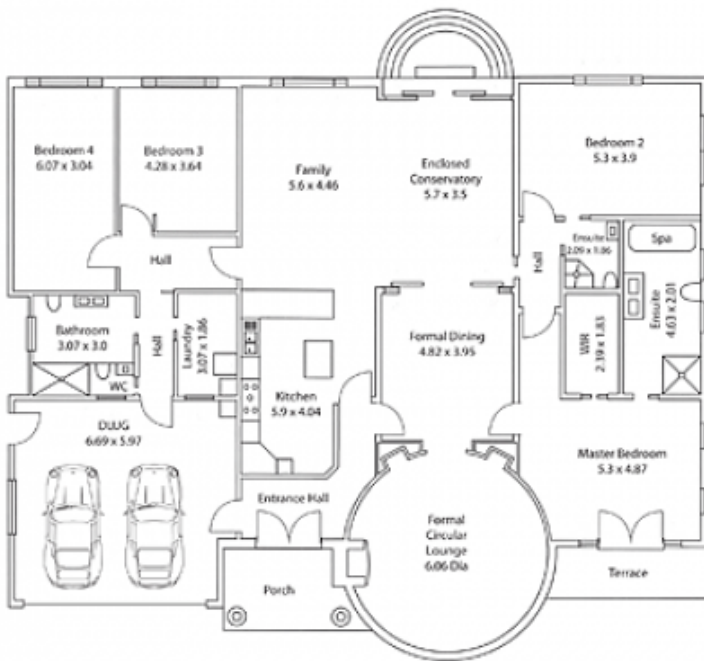 Bedroom 4
6.07 x 3.04
Bedroom 3
4.28 x 3.64
Family
5.6 x 4.46
Enclosed
Conservatory
5.7 x 3.5
Bedroom 2
5.3 x 3.9
Hall
Hall
Ensuite
2.09 x 1.86
Spa
Ensuite
4.63 x 2.01
Bathroom
3.07 x 3.0
Hall
Laundry
3.07 x 1.86
WC
Formal Dining
4.82 x 3.95
WIR
2.39 x 1.83
Kitchen
5.9 x 4.04
DLUG
6.69 x 5.97
Master Bedroom
5.3 x 4.87
Entrance Hall
Formal
Circular
Lounge
6.06 Dia
Porch
Terrace